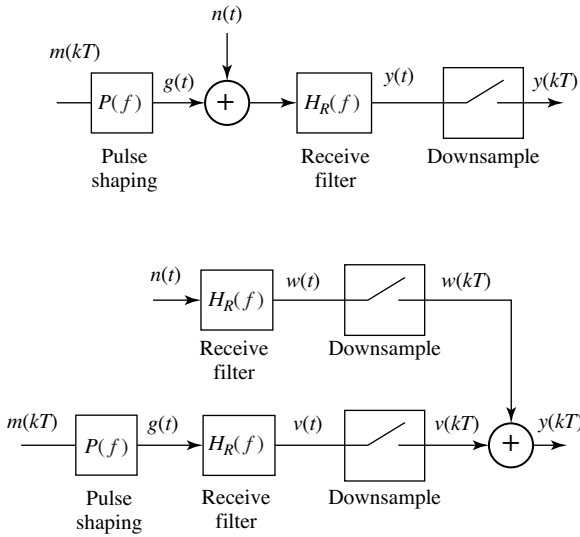 n(t)
m(kT)
g(t)
y(t)
y(kT)
P(f)
+
H_R(f)
Pulse
shaping
Receive
filter
Downsample
n(t)
w(t)
w(kT)
H_R(f)
Receive
filter
Downsample
m(kT)
g(t)
v(t)
v(kT)
y(kT)
P(f)
H_R(f)
+
Pulse
shaping
Receive
filter
Downsample